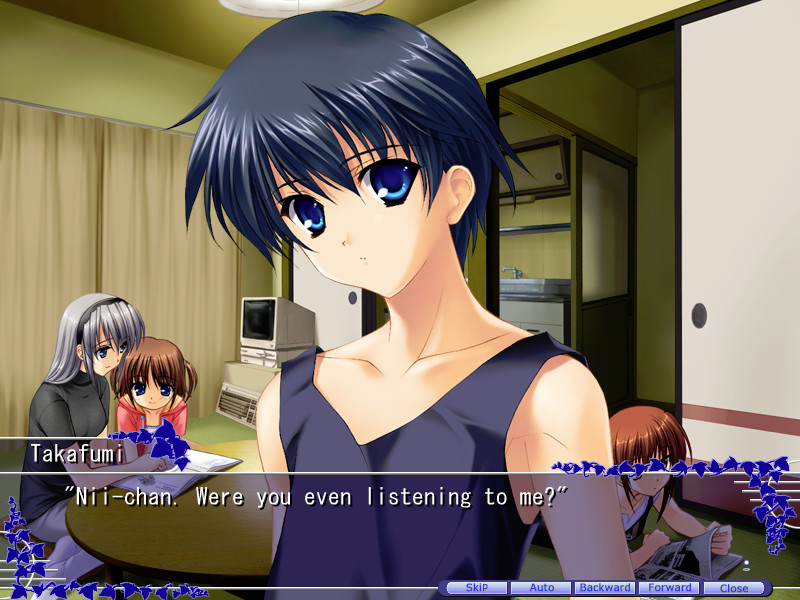 Takafumi
"Nii-chan. Were you even listening to me?"
Skip Auto Backward Forward Close